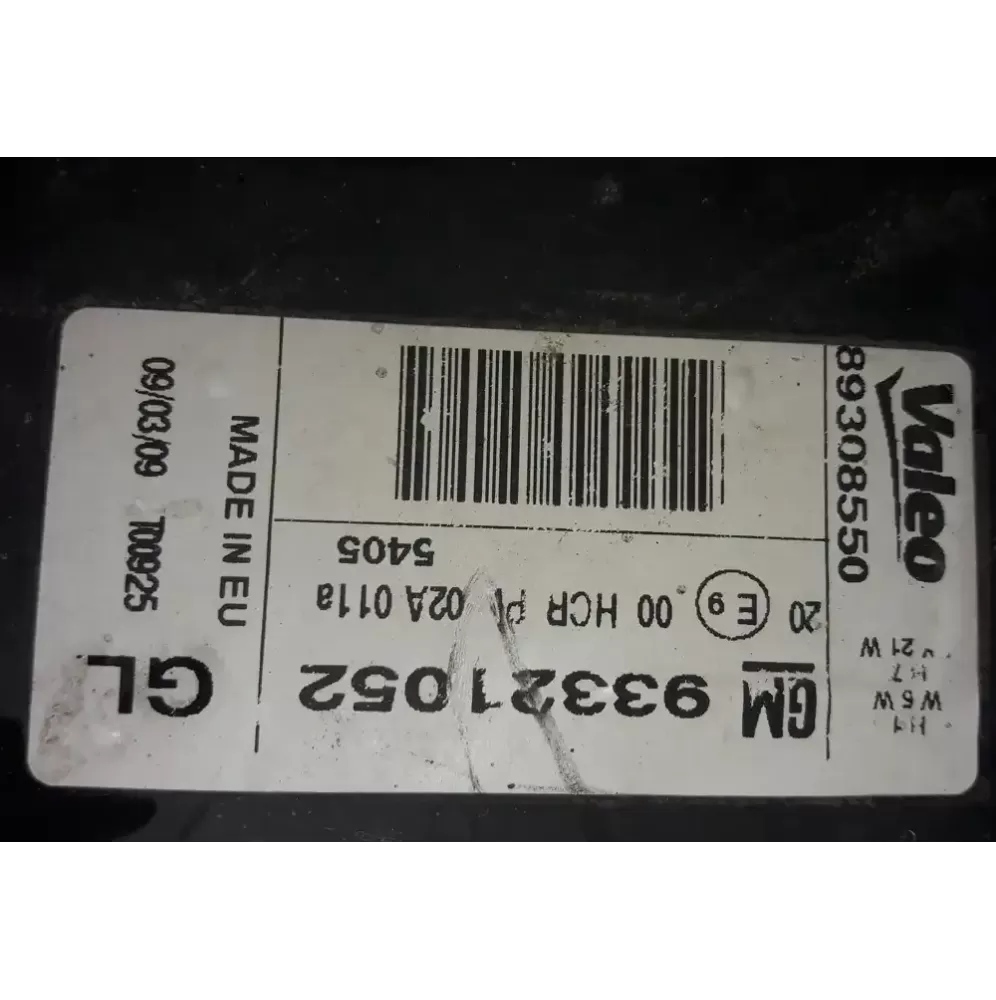 Valeo
89308550
H1
W5W
H7
21W
GM 93321052
GL
20 E9 .00 HCR 02A 011a
5405
MADE IN EU
09/03/09 T00925